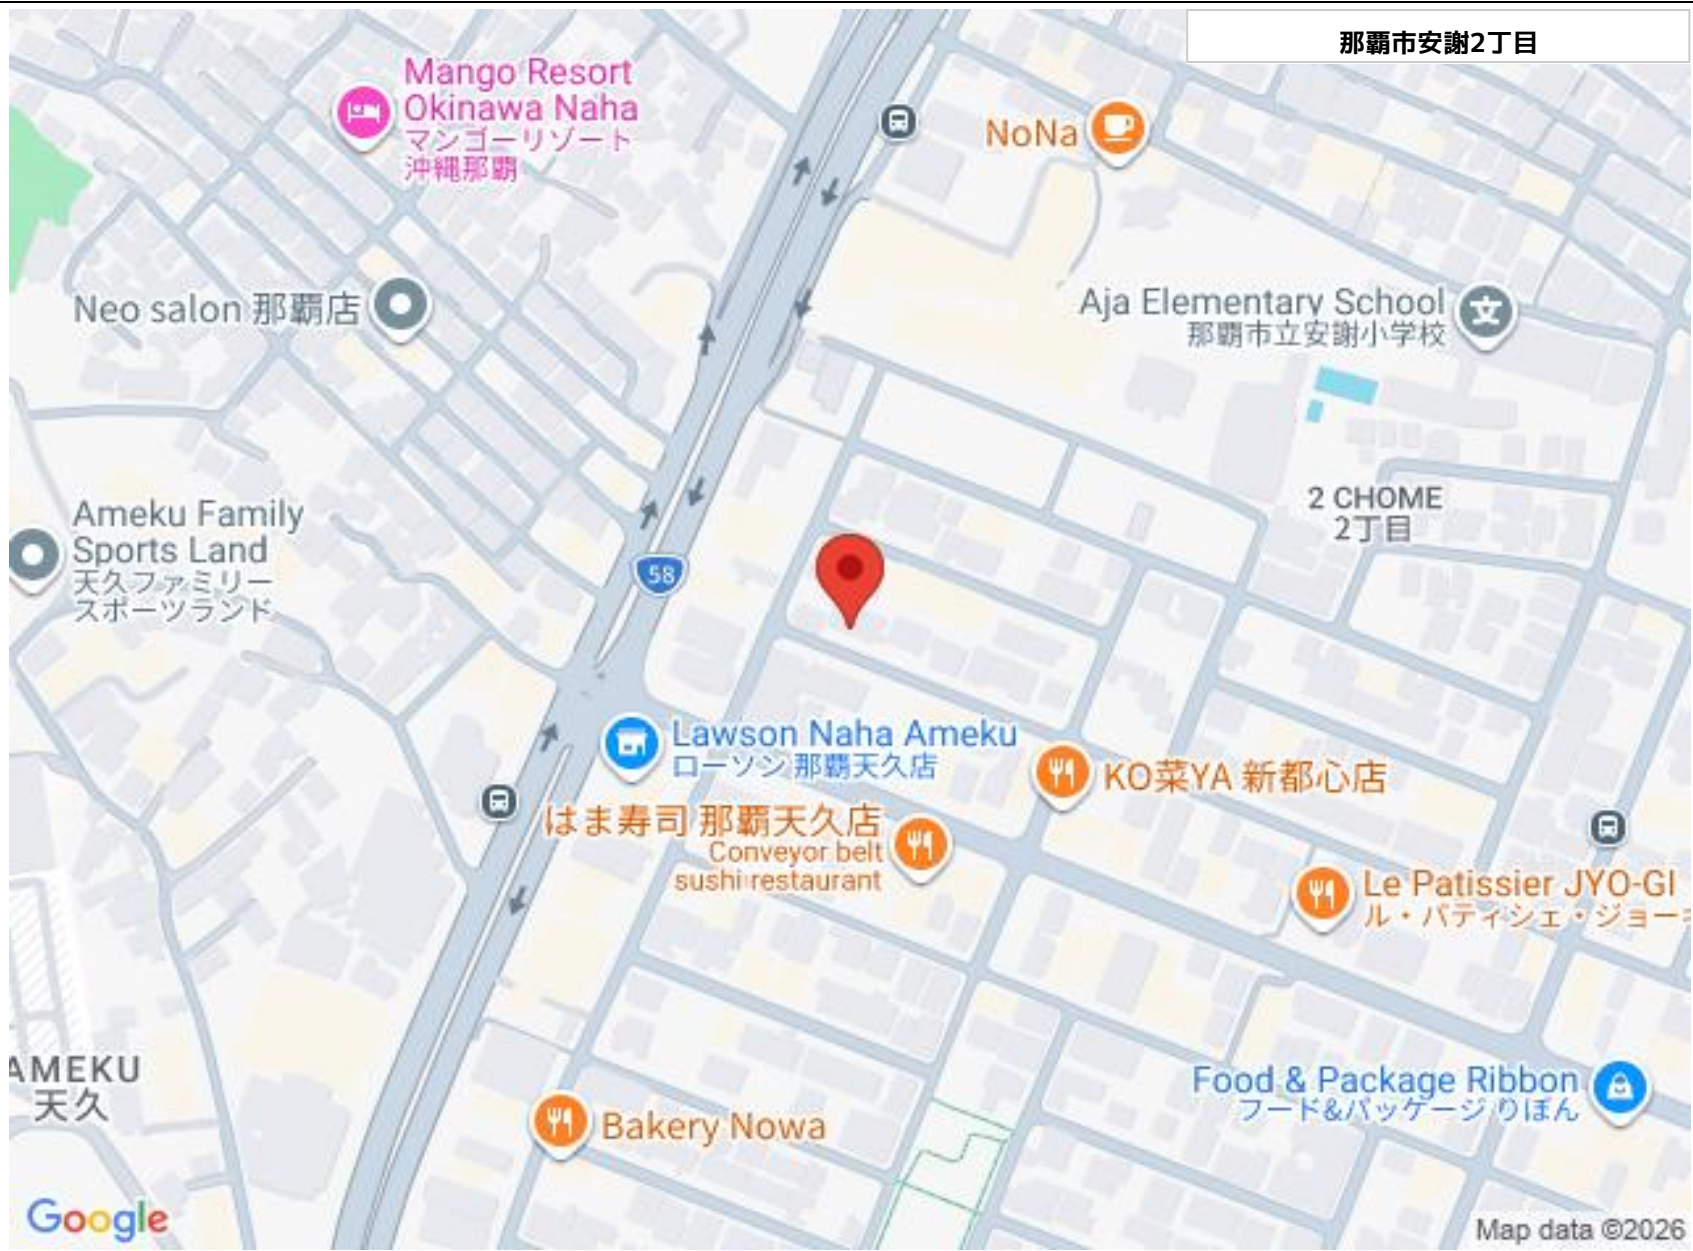 那覇市安謝2丁目
Mango Resort
Okinawa Naha
マンゴーリゾート
沖縄那覇
NoNa
Neo salon 那覇店
Aja Elementary School
那覇市立安謝小学校
Ameku Family
Sports Land
天久ファミリー
スポーツランド
2 CHOME
2丁目
58
Lawson Naha Ameku
ローソン 那覇天久店
KO菜YA 新都心店
はま寿司 那覇天久店
Conveyor belt
sushi restaurant
Le Patissier JYO-GI
ル・パティシェ・ジョーキ
AMEKU
天久
Food & Package Ribbon
フード&パッケージ りぼん
Bakery Nowa
Google
Map data ©2026